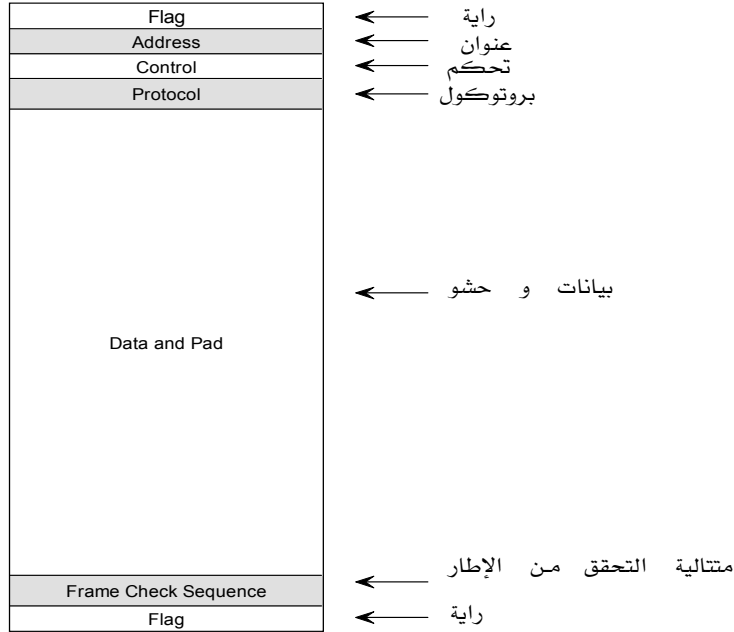 Flag
راية
Address
عنوان
Control
تحكم
Protocol
بروتوكول
بيانات و حشو
Data and Pad
متتالية التحقق من الإطار
Frame Check Sequence
Flag
راية